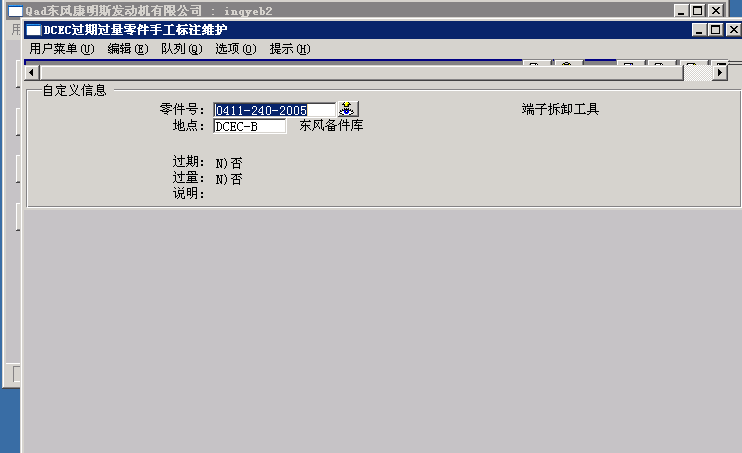 Qad东风康明斯发动机有限公司 : inqyeb2
DCEC过期过量零件手工标注维护
用户菜单(U) 编辑(E) 队列(Q) 选项(O) 提示(H)
自定义信息
零件号: 0411-240-2005 端子拆卸工具
地点: DCEC-B 东风备件库
过期: N)否
过量: N)否
说明: